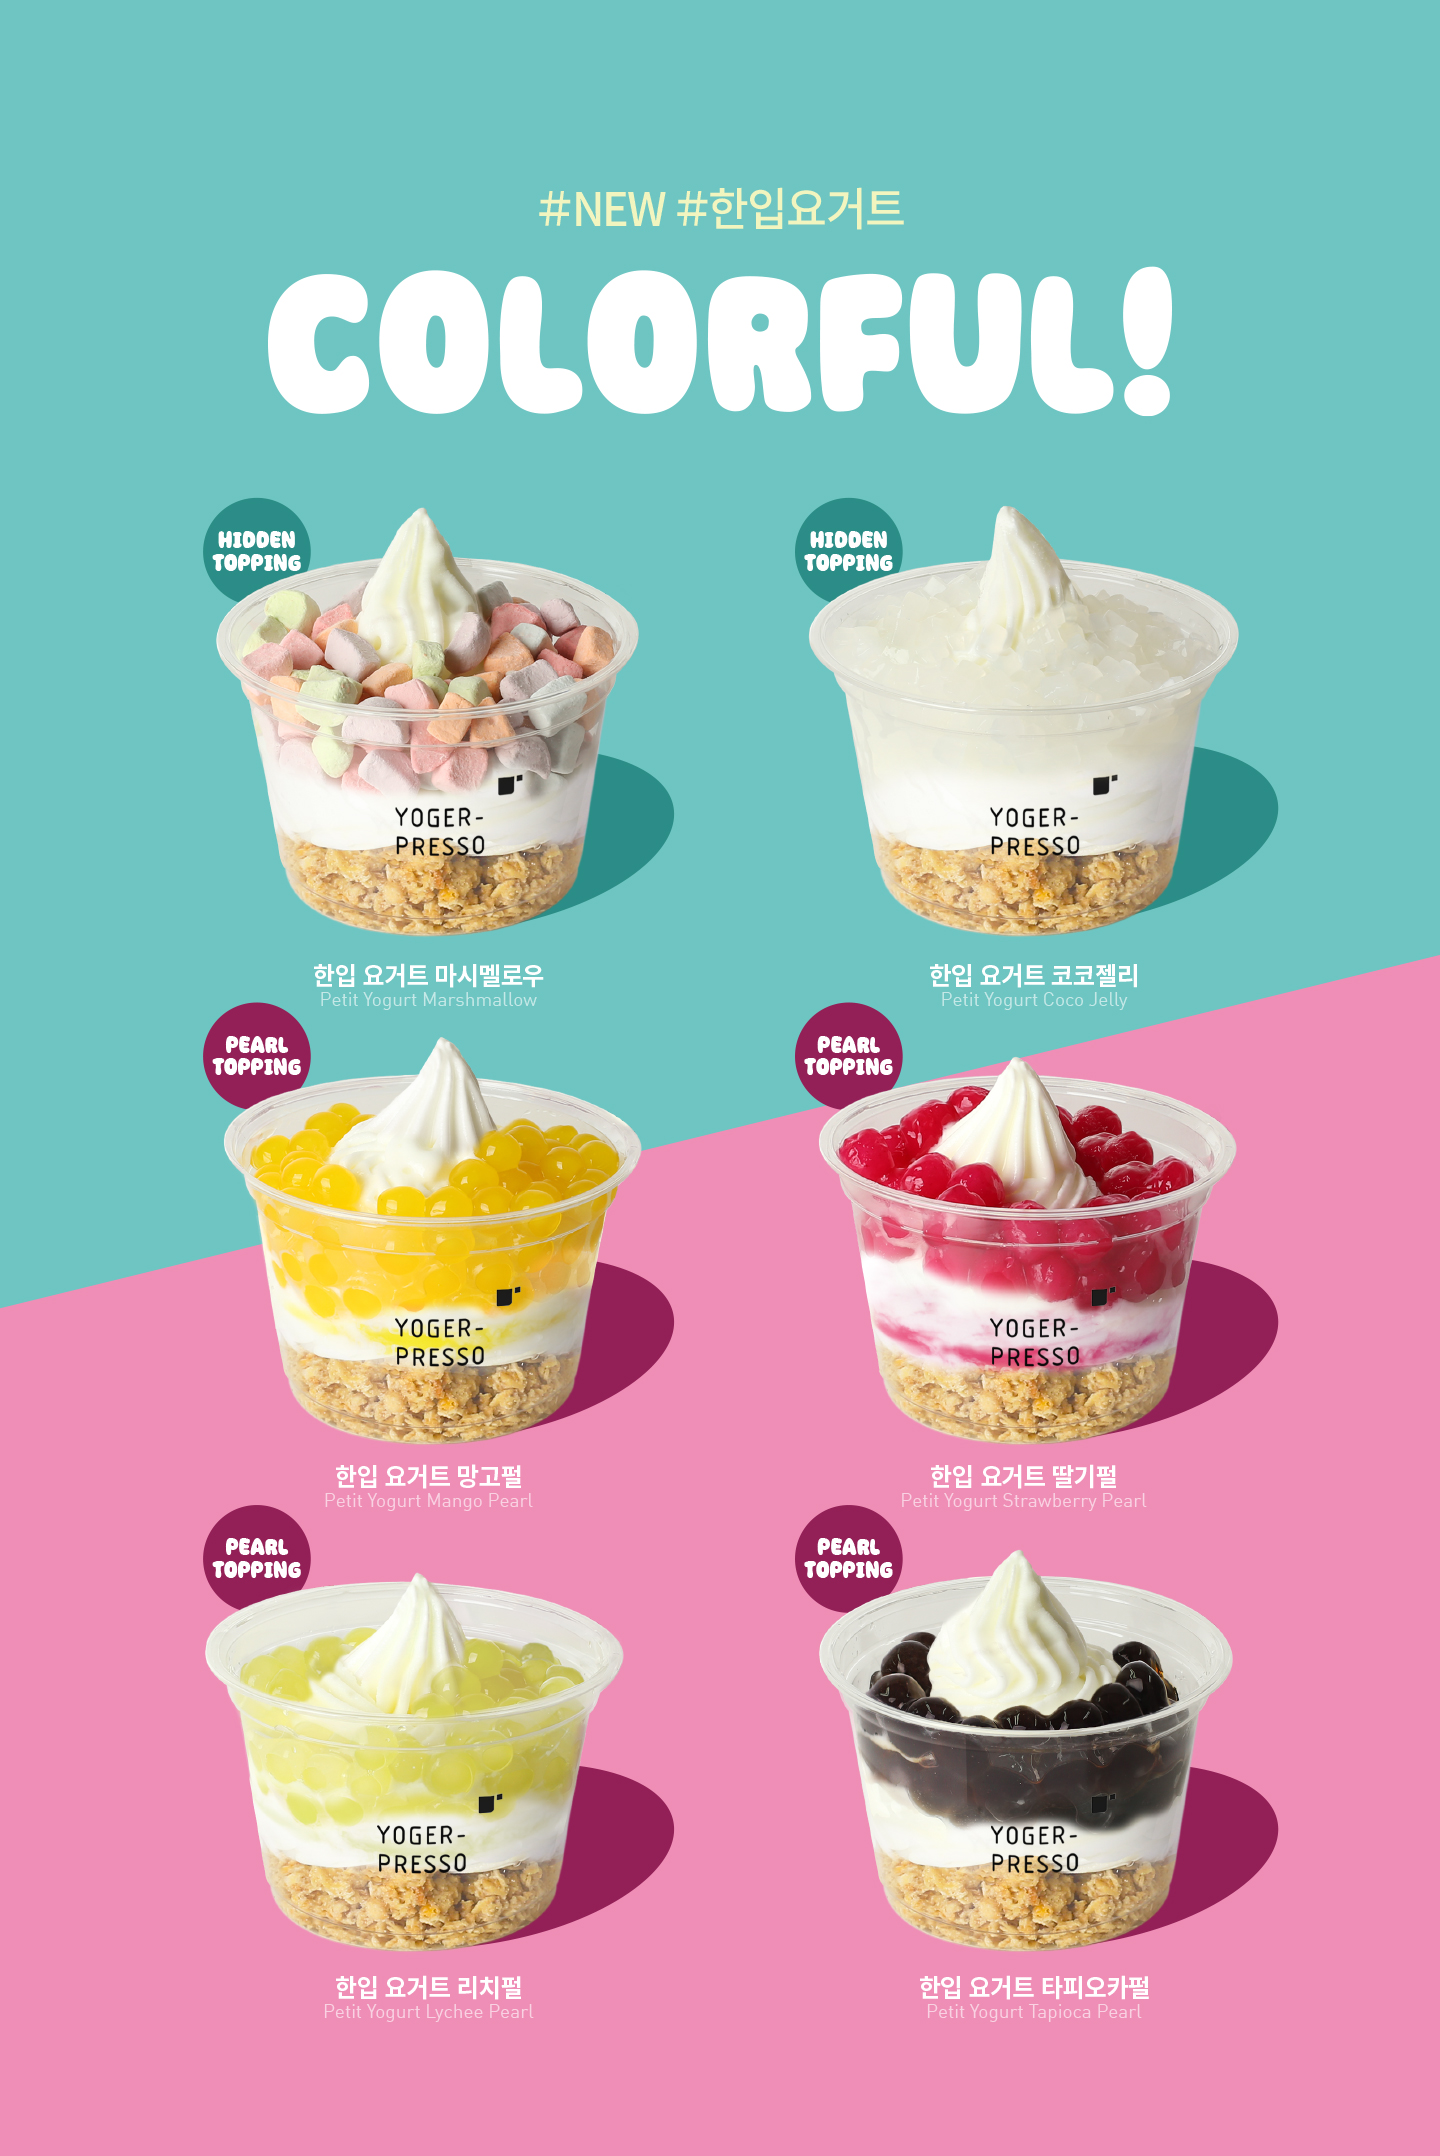 #NEW #한입요거트
COLORFUL!
HIDDEN
TOPPING
YOGER-
PRESSO
한입 요거트 마시멜로우
Petit Yogurt Marshmallow
HIDDEN
TOPPING
YOGER-
PRESSO
한입 요거트 코코젤리
Petit Yogurt Coco Jelly
PEARL
TOPPING
YOGER-
PRESSO
한입 요거트 망고펄
Petit Yogurt Mango Pearl
PEARL
TOPPING
YOGER-
PRESSO
한입 요거트 딸기펄
Petit Yogurt Strawberry Pearl
PEARL
TOPPING
YOGER-
PRESSO
한입 요거트 리치펄
Petit Yogurt Lychee Pearl
PEARL
TOPPING
YOGER-
PRESSO
한입 요거트 타피오카펄
Petit Yogurt Tapioca Pearl